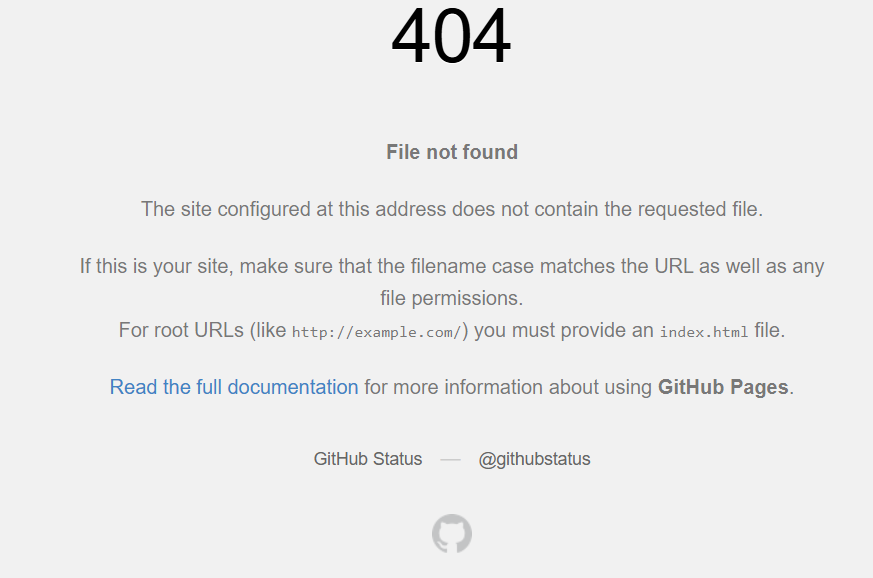 404
File not found
The site configured at this address does not contain the requested file.
If this is your site, make sure that the filename case matches the URL as well as any
file permissions.
For root URLs (like http://example.com/) you must provide an index.html file.
Read the full documentation for more information about using GitHub Pages.
GitHub Status — @githubstatus